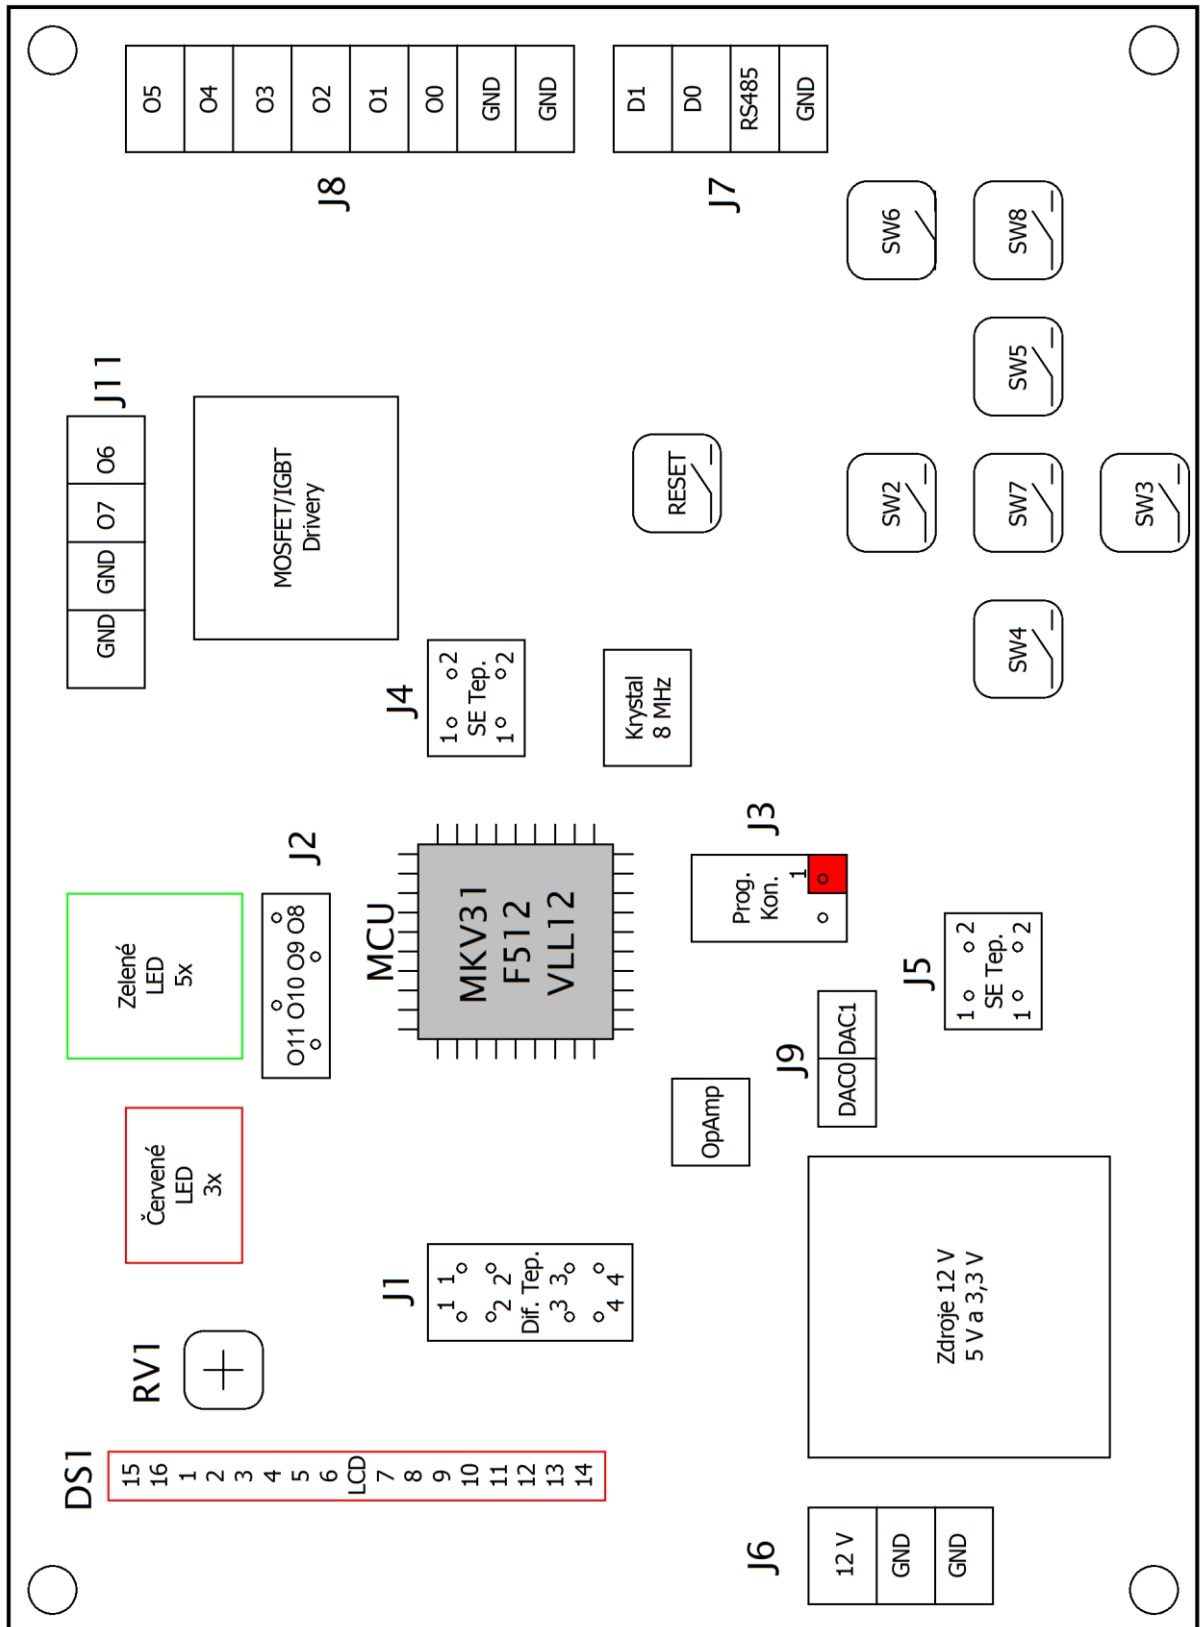 O5
O4
O3
O2
O1
O0
GND
GND
J8
D1
D0
RS485
GND
J7
SW6
SW8
SW5
J11
GND
GND
O7
O6
MOSFET/IGBT
Drivery
RESET
SW2
SW7
SW3
SW4
J4
1 2
SE Tep.
1 2
Krystal
8 MHz
Zelené
LED
5x
J2
O11 O10 O9 O8
MCU
MKV31
F512
VLL12
J3
Prog.
Kon.
1
J5
1 2
SE Tep.
1 2
J9
DAC0
DAC1
OpAmp
Červené
LED
3x
J1
1 1
2 2
Dif. Tep.
3 3
4 4
Zdroje 12 V
5 V a 3,3 V
RV1
DS1
15
16
1
2
3
4
5
6
LCD
7
8
9
10
11
12
13
14
J6
12 V
GND
GND